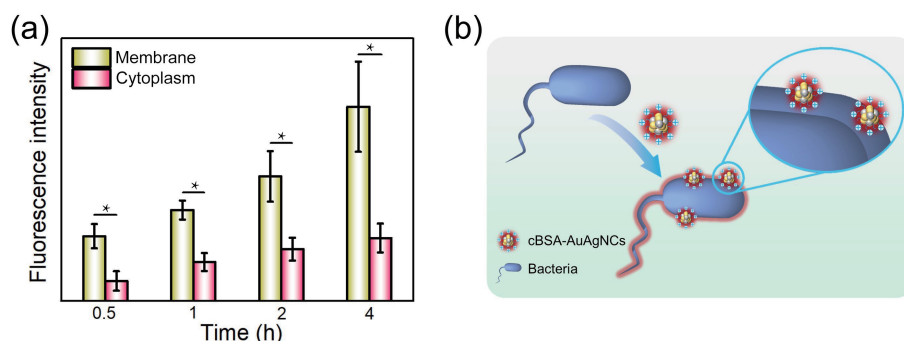 (a)
Membrane
Cytoplasm
*
*
*
*
Fluorescence intensity
0.5 1 2 4
Time (h)
(b)
cBSA-AuAgNCs
Bacteria